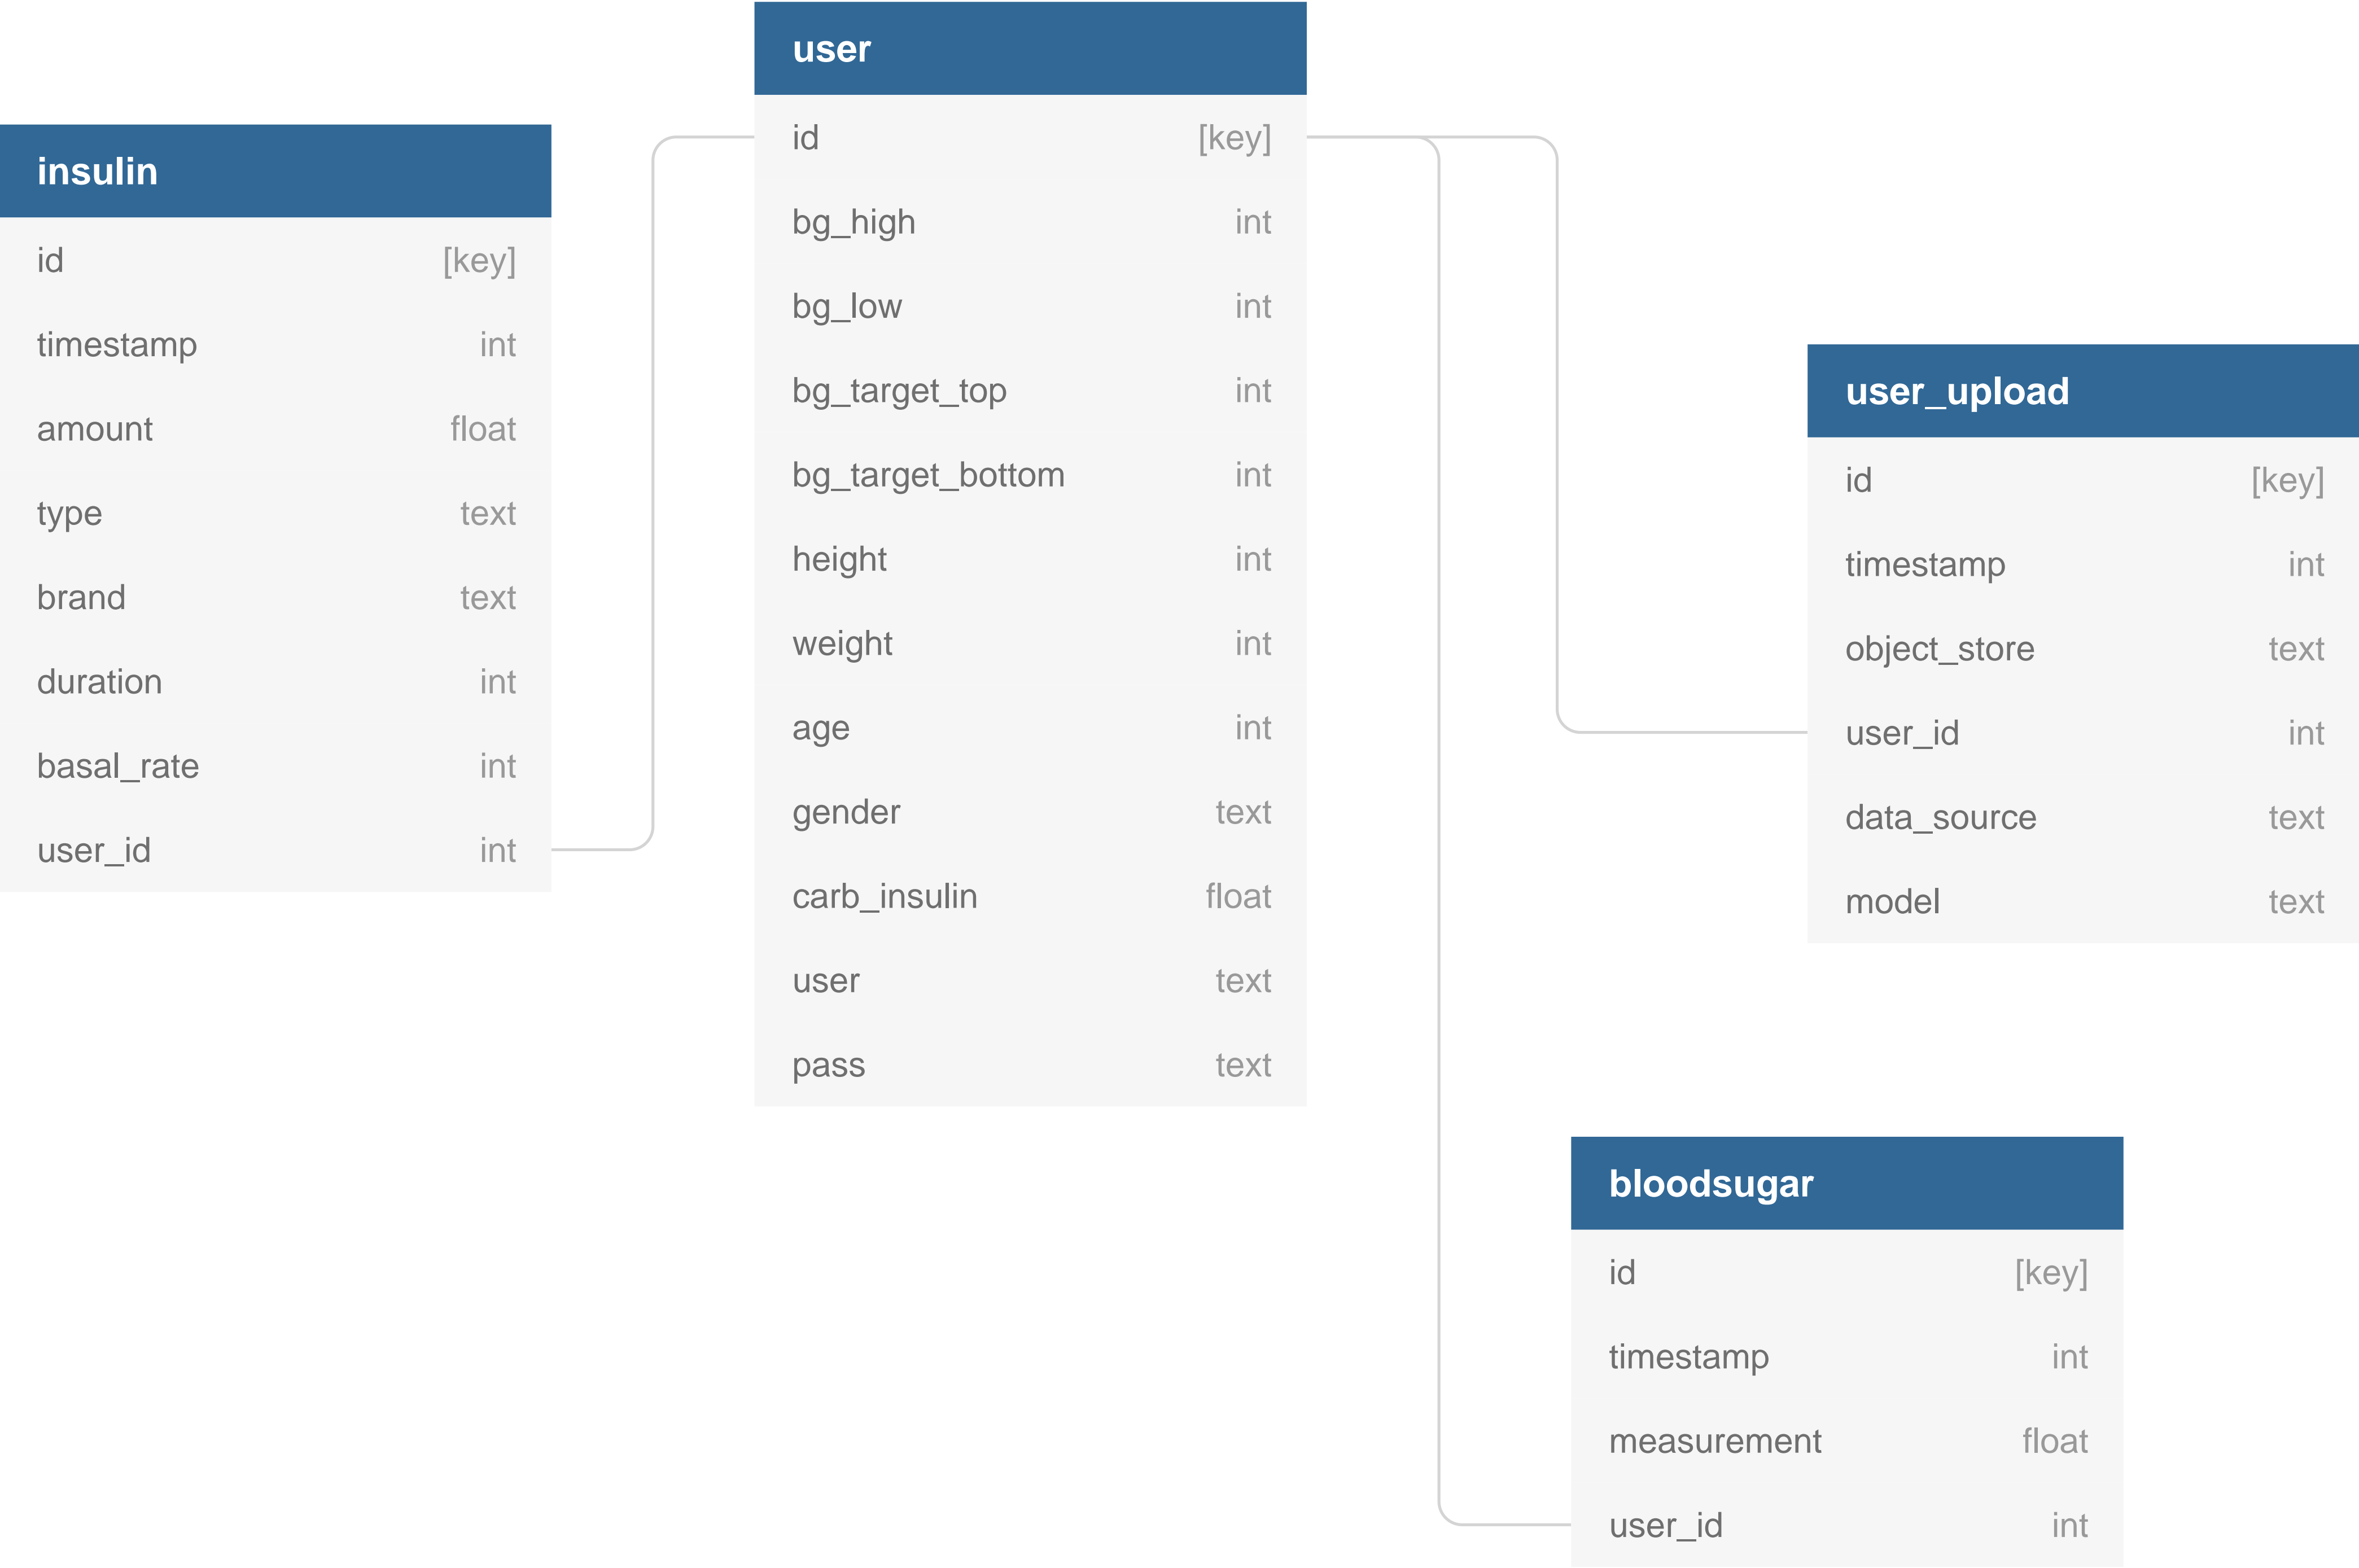 insulin
id [key]
timestamp int
amount float
type text
brand text
duration int
basal_rate int
user_id int
user
id [key]
bg_high int
bg_low int
bg_target_top int
bg_target_bottom int
height int
weight int
age int
gender text
carb_insulin float
user text
pass text
user_upload
id [key]
timestamp int
object_store text
user_id int
data_source text
model text
bloodsugar
id [key]
timestamp int
measurement float
user_id int